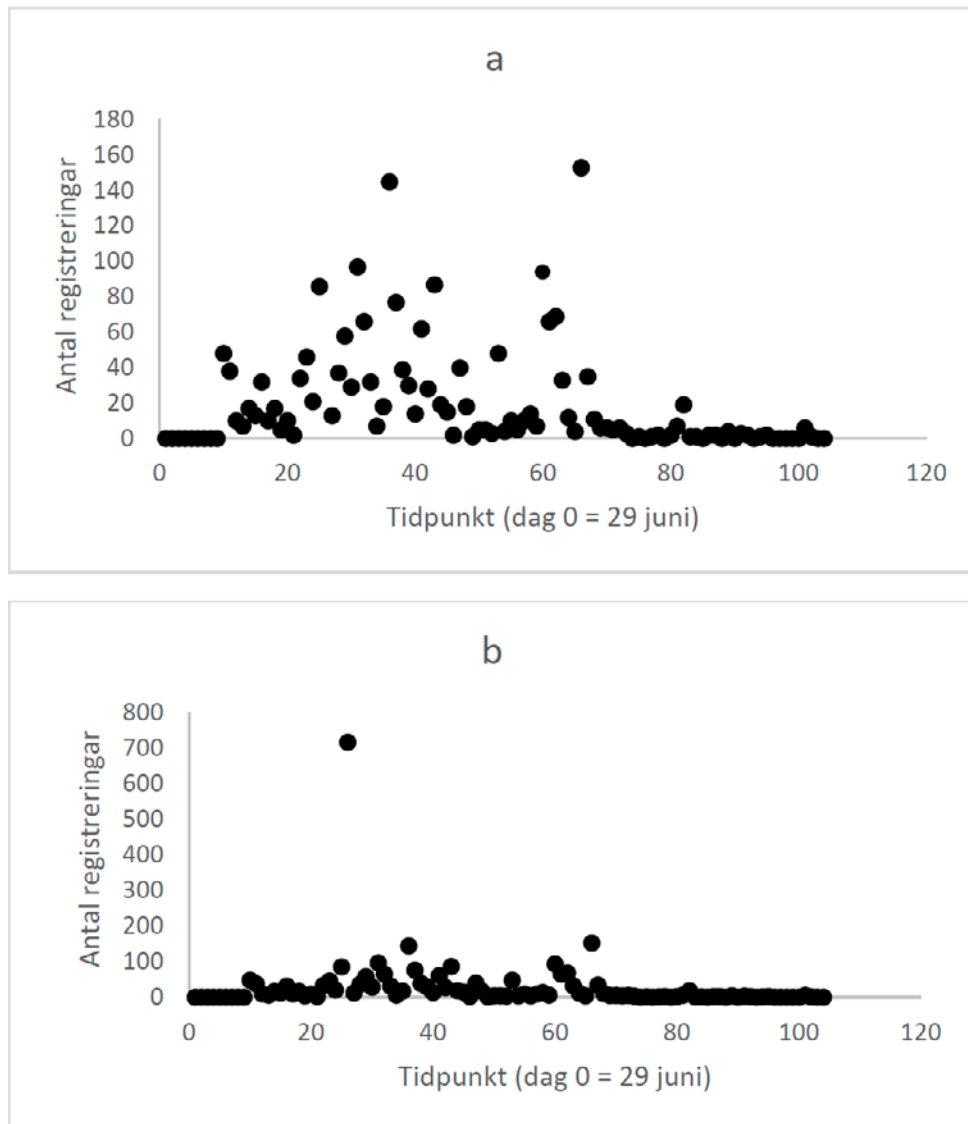 a
180
160
140
120
100
80
60
40
20
0
Antal registreringar
0 20 40 60 80 100 120
Tidpunkt (dag 0 = 29 juni)
b
800
700
600
500
400
300
200
100
0
Antal registreringar
0 20 40 60 80 100 120
Tidpunkt (dag 0 = 29 juni)